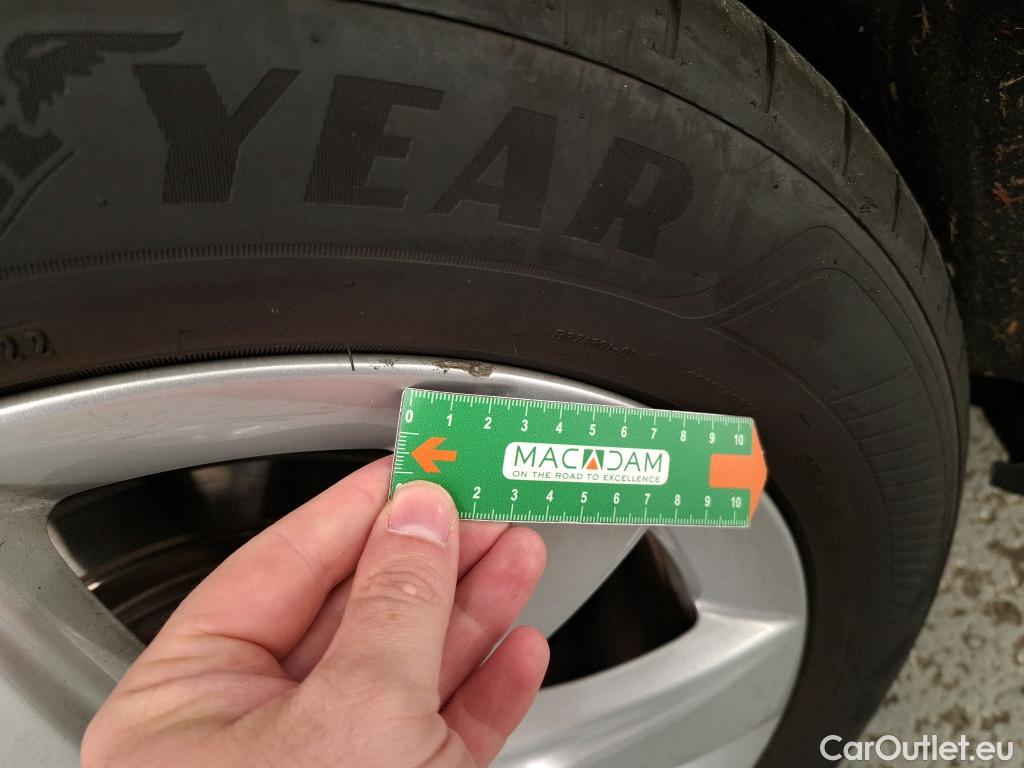 YEAR
22
0 1 2 3 4 5 6 7 8 9 10
MACADAM
ON THE ROAD TO EXCELLENCE
2 3 4 5 6 7 8 9 10
CarOutlet.eu